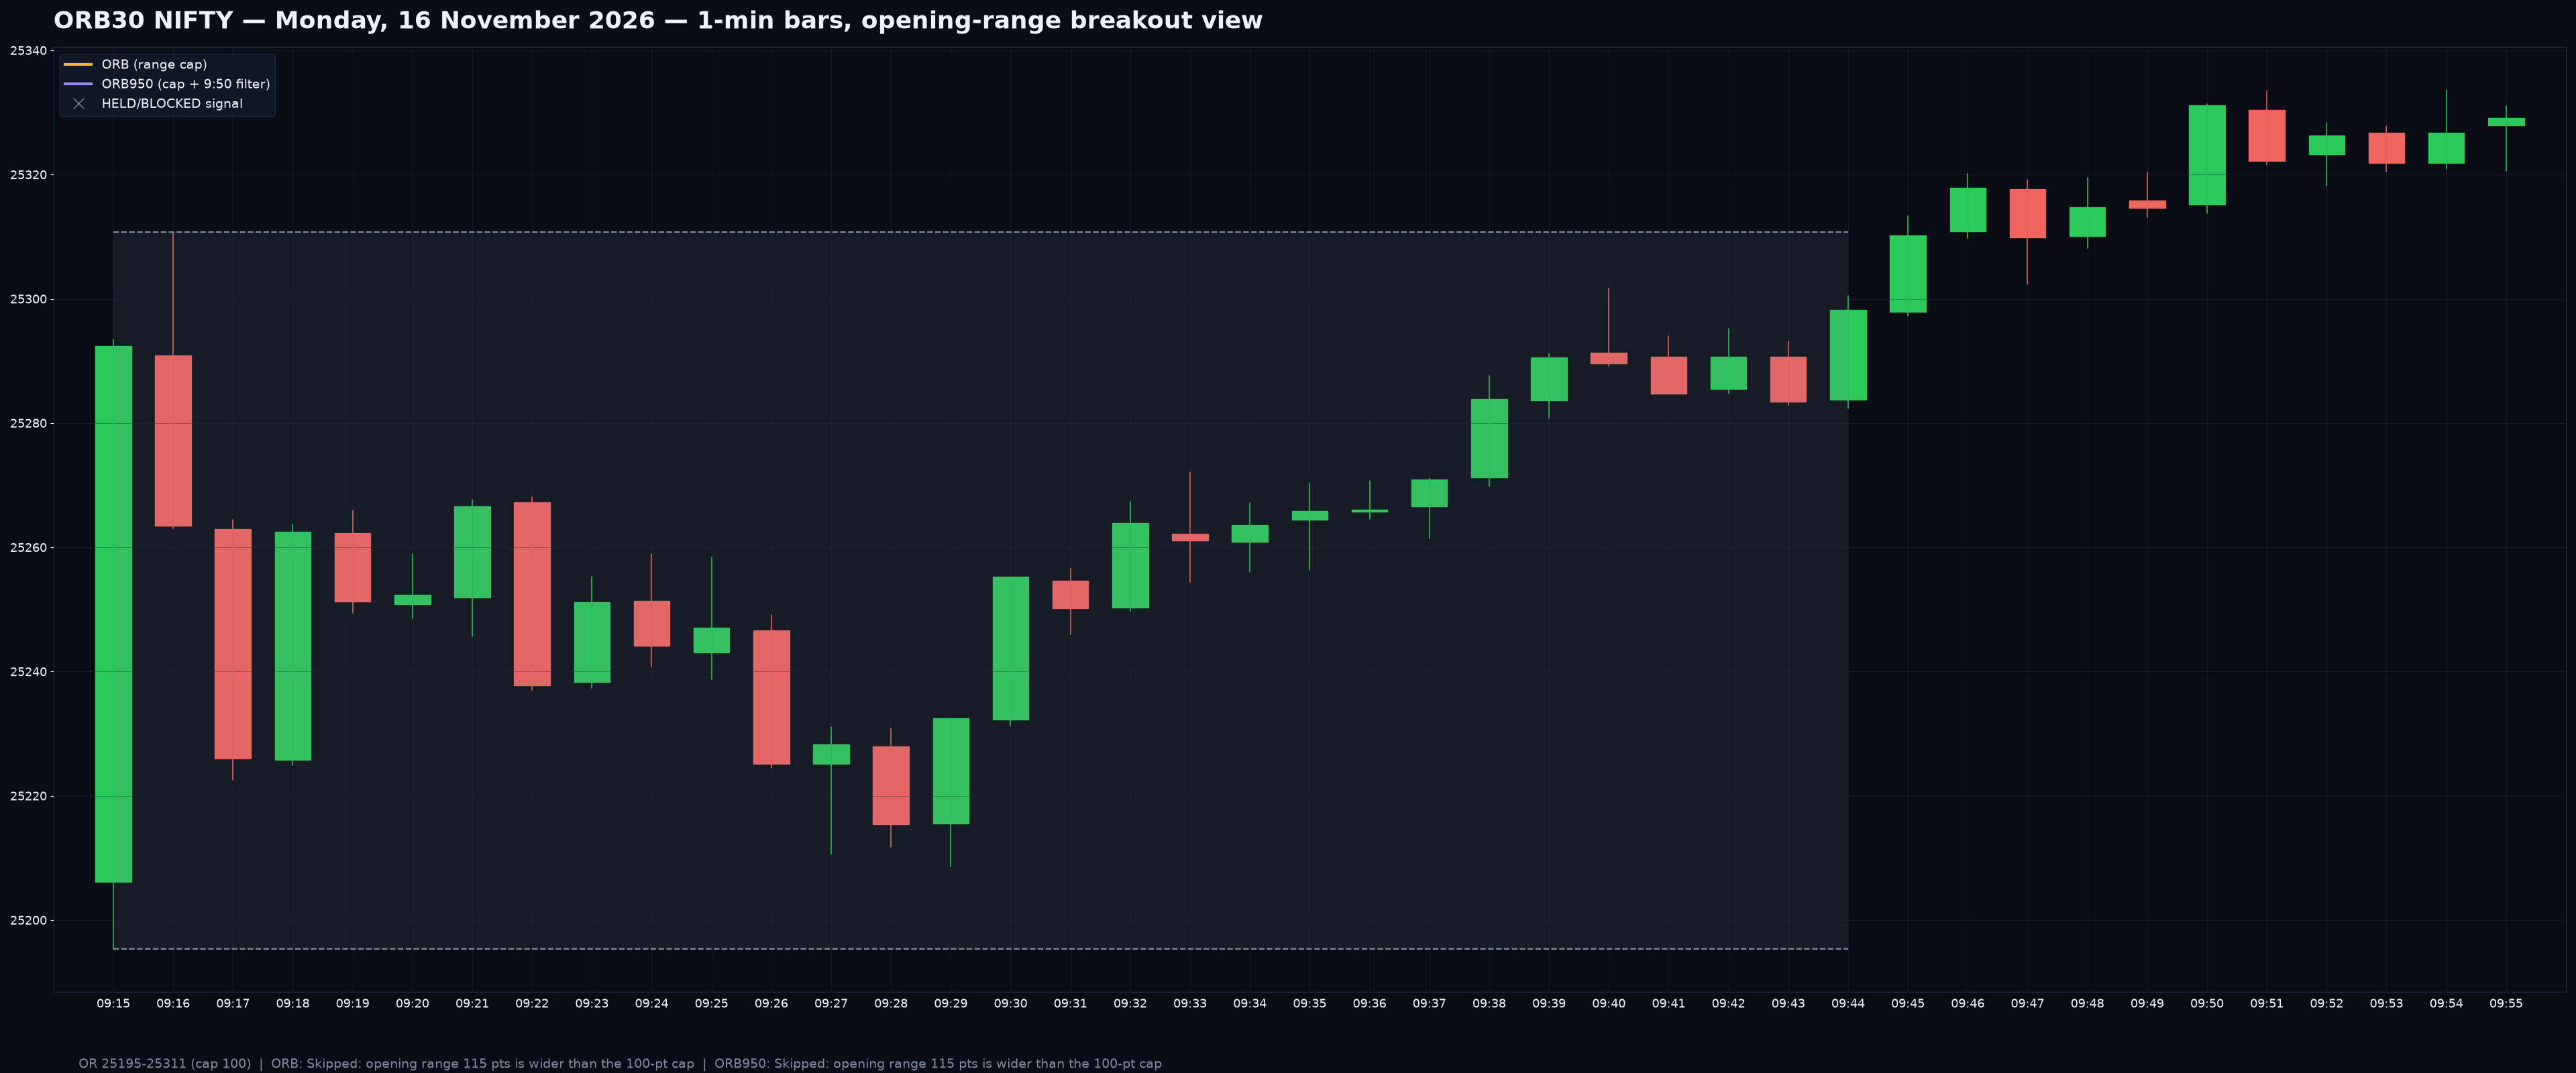 ORB30 NIFTY — Monday, 16 November 2026 — 1-min bars, opening-range breakout view
25340
ORB (range cap)
ORB950 (cap + 9:50 filter)
HELD/BLOCKED signal
25320
25300
25280
25260
25240
25220
25200
09:15 09:16 09:17 09:18 09:19 09:20 09:21 09:22 09:23 09:24 09:25 09:26 09:27 09:28 09:29 09:30 09:31 09:32 09:33 09:34 09:35 09:36 09:37 09:38 09:39 09:40 09:41 09:42 09:43 09:44 09:45 09:46 09:47 09:48 09:49 09:50 09:51 09:52 09:53 09:54 09:55
OR 25195-25311 (cap 100) | ORB: Skipped: opening range 115 pts is wider than the 100-pt cap | ORB950: Skipped: opening range 115 pts is wider than the 100-pt cap